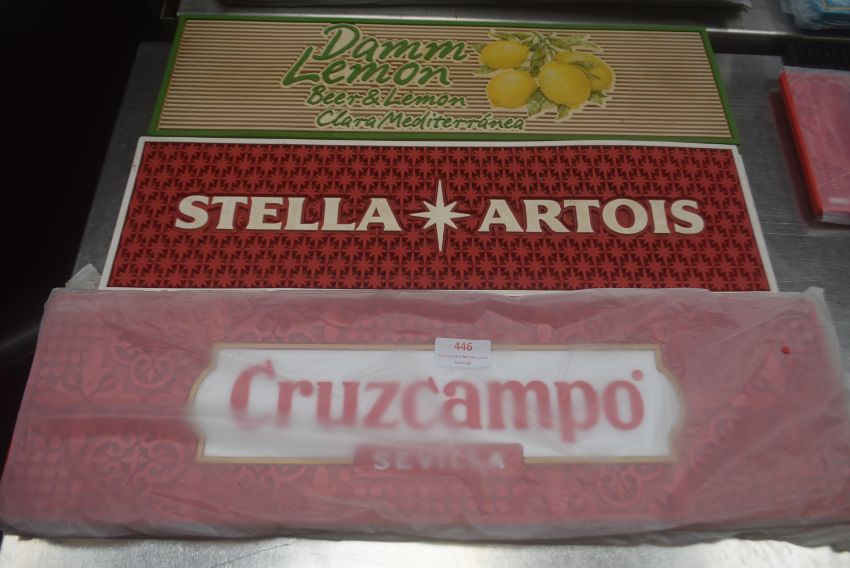 Damm
Lemon
Beer & Lemon
Clara Mediterránea
STELLA ARTOIS
446
Cruzcampo®
SEVILLA